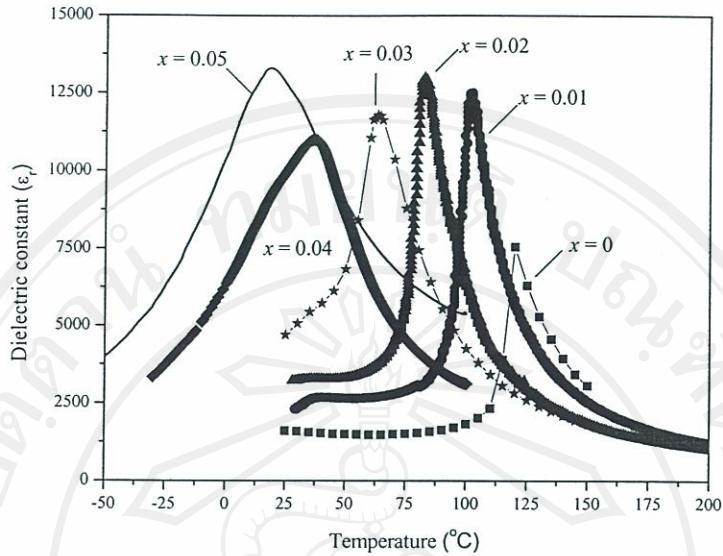 x = 0.05
x = 0.03
x = 0.02
x = 0.01
x = 0.04
x = 0
Dielectric constant (εr)
15000
12500
10000
7500
5000
2500
0
-50 -25 0 25 50 75 100 125 150 175 200
Temperature (°C)